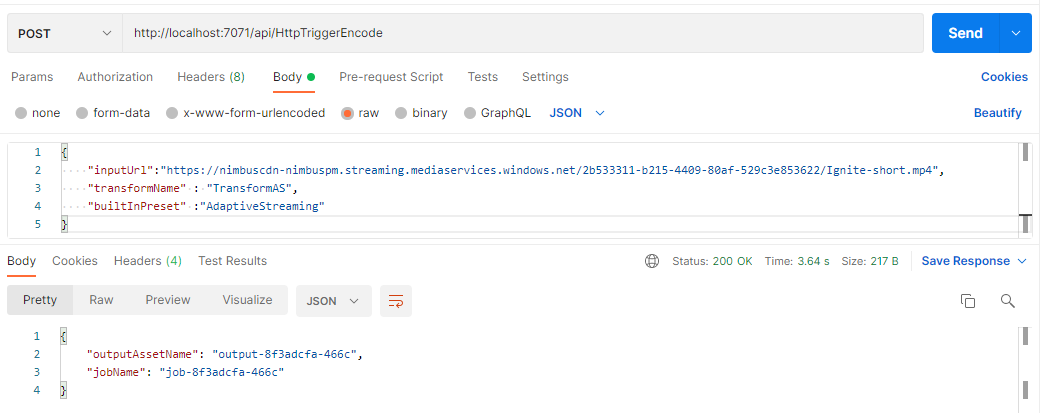 POST http://localhost:7071/api/HttpTriggerEncode Send
Params Authorization Headers (8) Body Pre-request Script Tests Settings Cookies
none form-data x-www-form-urlencoded raw binary GraphQL JSON Beautify
1 {
2 "inputUrl":"https://nimbuscdn-nimbuspm.streaming.mediaservices.windows.net/2b533311-b215-4409-80af-529c3e853622/Ignite-short.mp4",
3 "transformName" : "TransformAS",
4 "builtInPreset" :"AdaptiveStreaming"
5 }
Body Cookies Headers (4) Test Results Status: 200 OK Time: 3.64 s Size: 217 B Save Response
Pretty Raw Preview Visualize JSON
1 {
2 "outputAssetName": "output-8f3adcfa-466c",
3 "jobName": "job-8f3adcfa-466c"
4 }